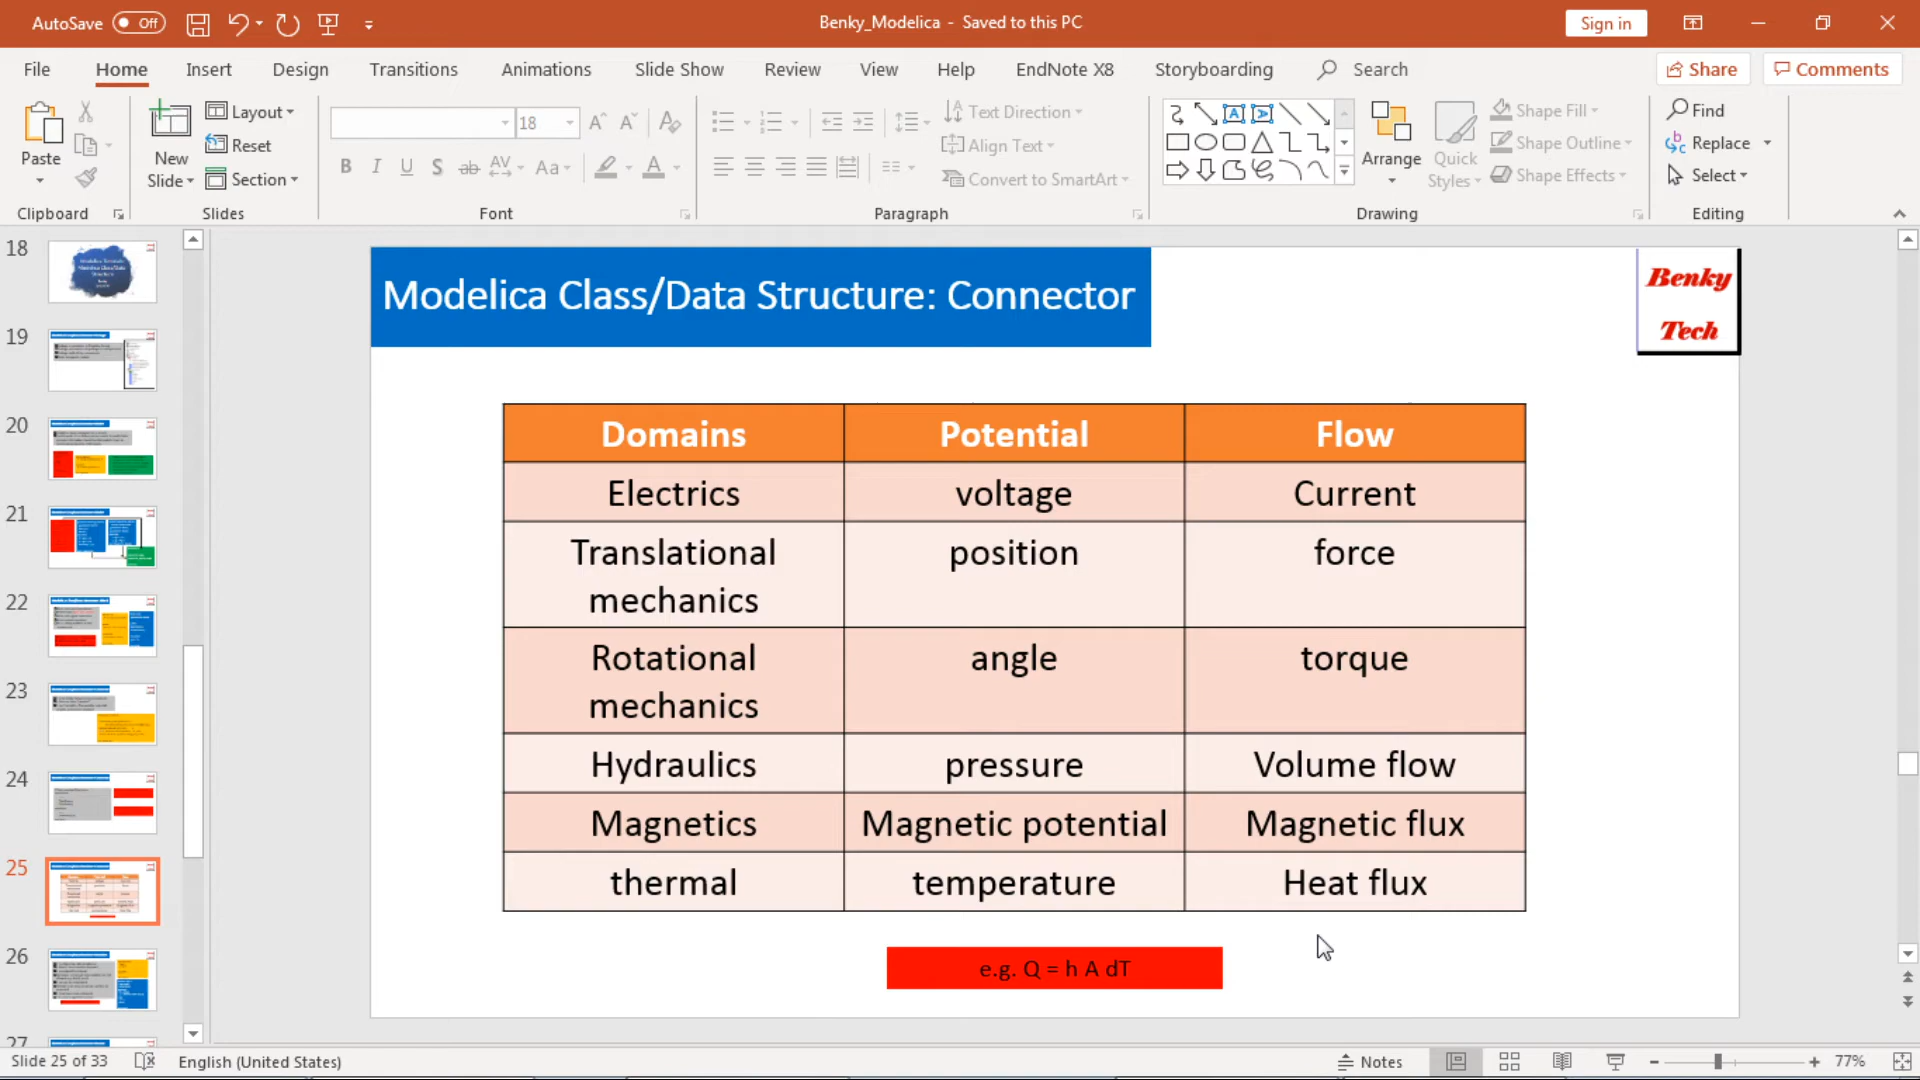 AutoSave Off
Benky_Modelica - Saved to this PC
Sign in
File Home Insert Design Transitions Animations Slide Show Review View Help EndNote X8 Storyboarding Search
Share Comments
Paste
Clipboard
New Slide
Layout
Reset
Section
Slides
18
B I U S ab AV Aa A
Font
Text Direction
Align Text
Convert to SmartArt
Paragraph
Arrange
Quick Styles
Shape Fill
Shape Outline
Shape Effects
Drawing
Find
Replace
Select
Editing
18
19
20
21
22
23
24
25
26
27
Modelica Class/Data Structure: Connector
Benky
Tech
Domains Potential Flow
Electrics voltage Current
Translational mechanics position force
Rotational mechanics angle torque
Hydraulics pressure Volume flow
Magnetics Magnetic potential Magnetic flux
thermal temperature Heat flux
e.g. Q = h A dT
Slide 25 of 33 English (United States)
Notes
77%